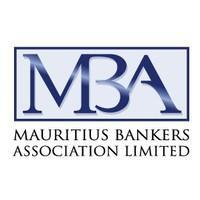 MBA
MAURITIUS BANKERS
ASSOCIATION LIMITED